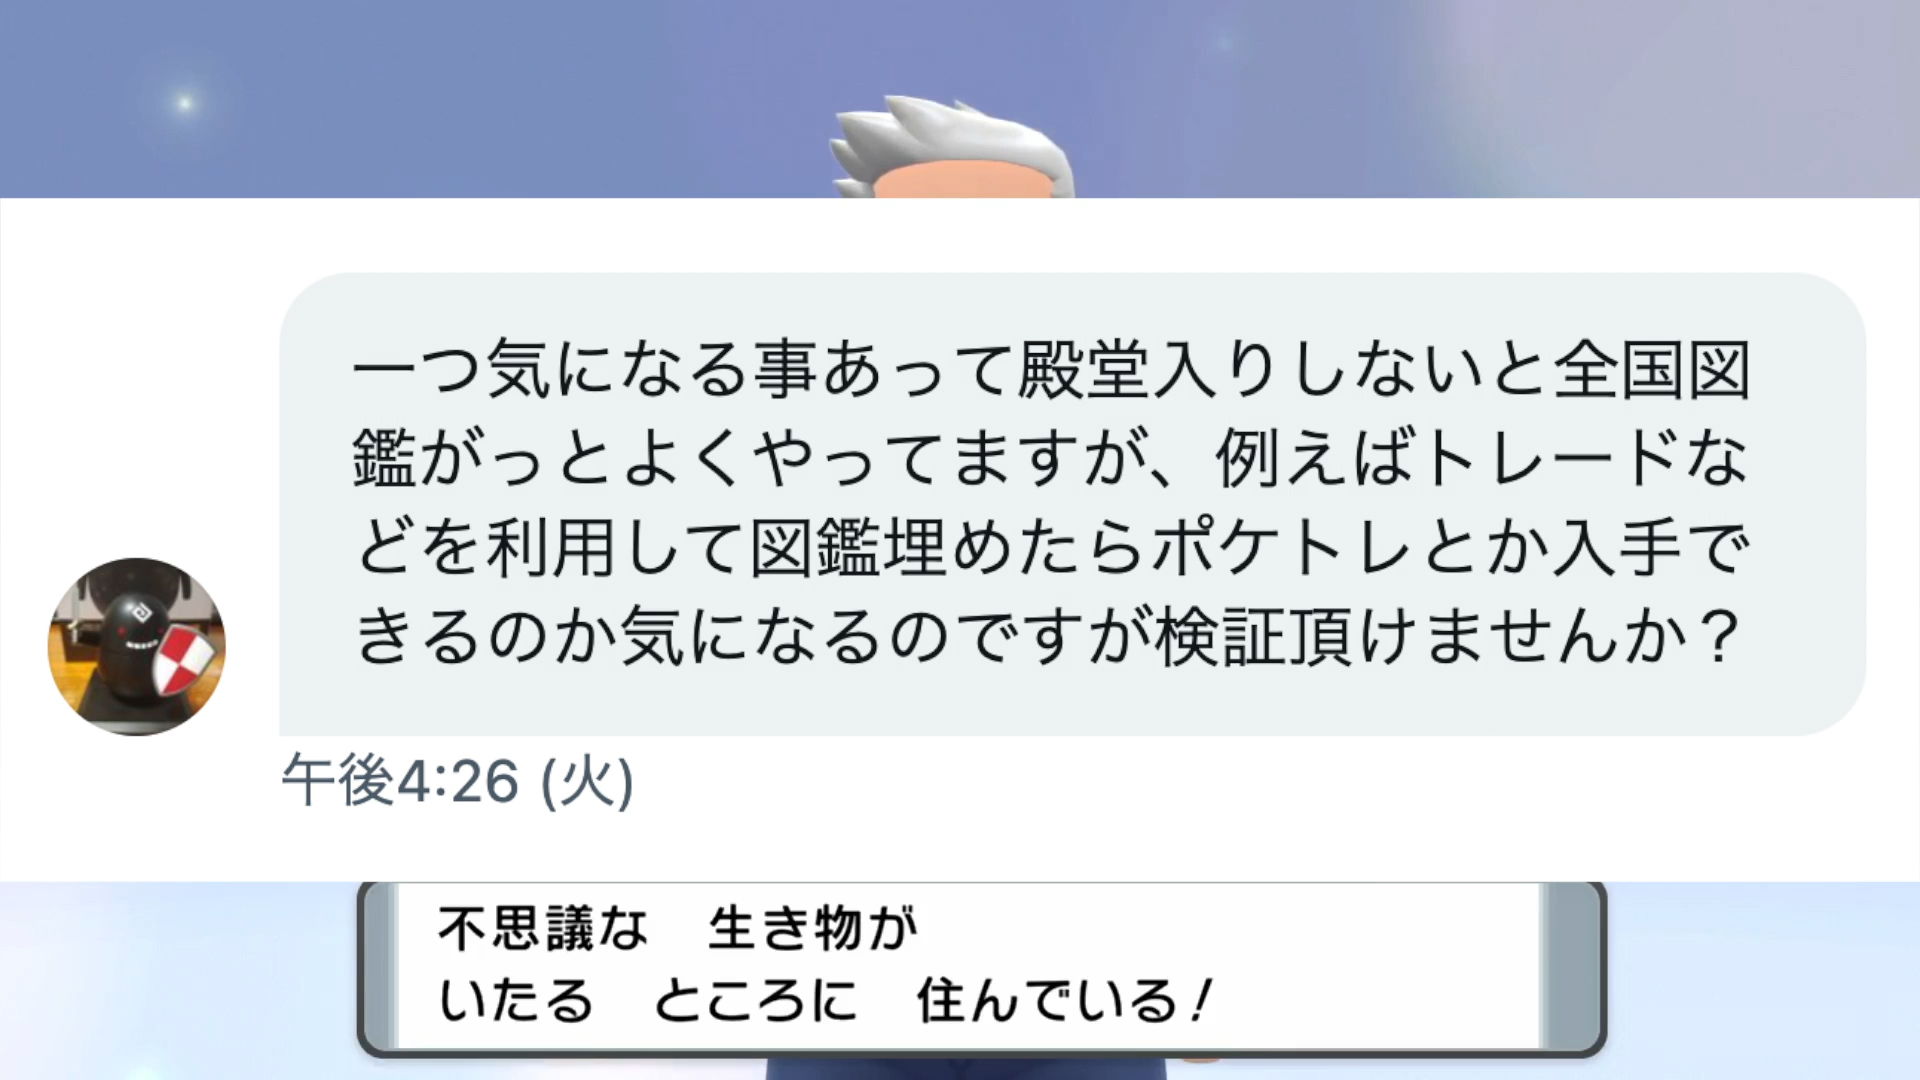 一つ気になる事あって殿堂入りしないと全国図
鑑がっとよくやってますが、例えばトレードな
どを利用して図鑑埋めたらポケトレとか入手で
きるのか気になるのですが検証頂けませんか？
午後4:26 (火)
不思議な　生き物が
いたる　ところに　住んでいる！